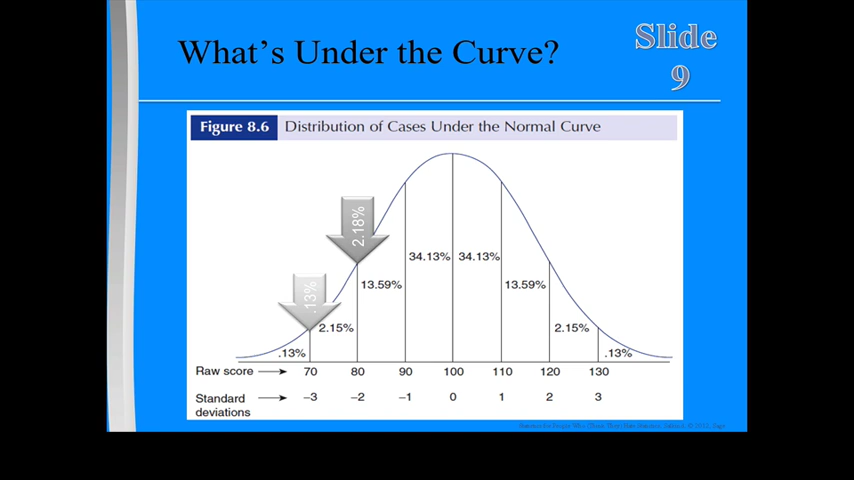 What's Under the Curve?
Slide
9
Figure 8.6 Distribution of Cases Under the Normal Curve
2.18%
.13%
34.13% 34.13%
13.59% 13.59%
2.15% 2.15%
.13% .13%
Raw score 70 80 90 100 110 120 130
Standard
deviations −3 −2 −1 0 1 2 3